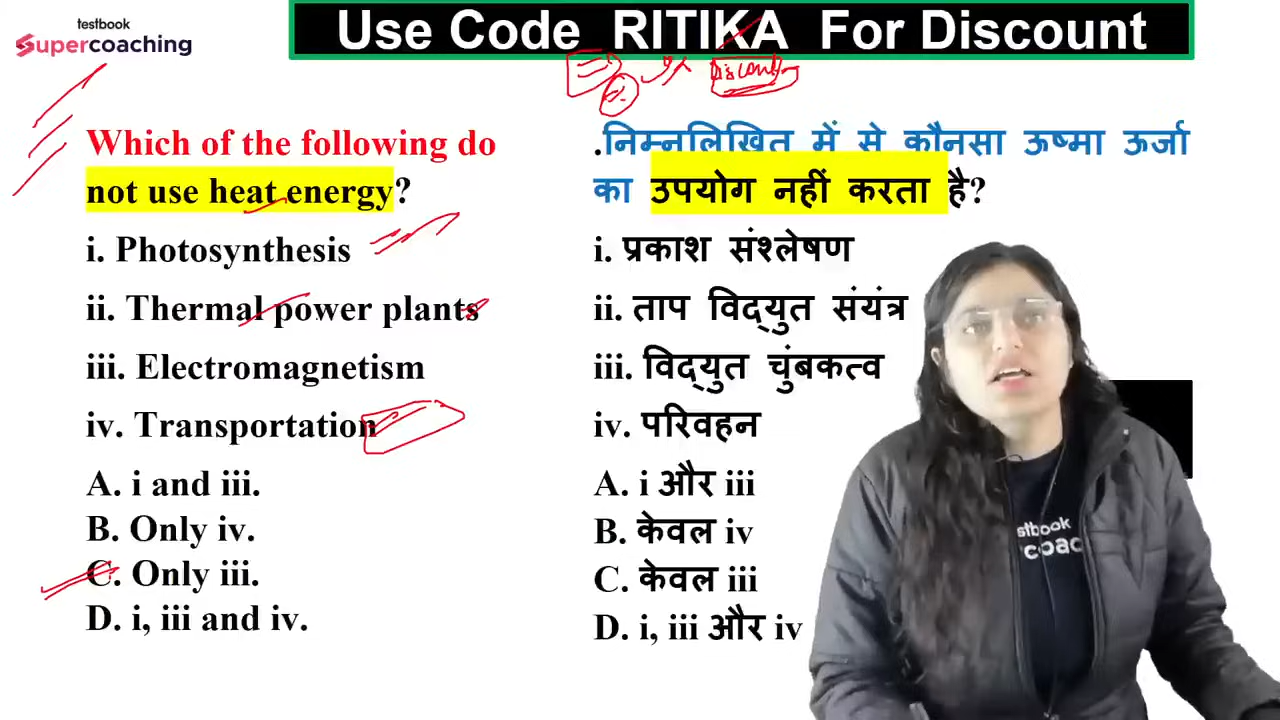 testbook
Supercoaching
Use Code RITIKA For Discount
Discount
Which of the following do
not use heat energy?
i. Photosynthesis
ii. Thermal power plants
iii. Electromagnetism
iv. Transportation
A. i and iii.
B. Only iv.
C. Only iii.
D. i, iii and iv.
.निम्नलिखित में से कौनसा ऊष्मा ऊर्जा
का उपयोग नहीं करता है?
i. प्रकाश संश्लेषण
ii. ताप विद्युत संयंत्र
iii. विद्युत चुंबकत्व
iv. परिवहन
A. i और iii
B. केवल iv
C. केवल iii
D. i, iii और iv